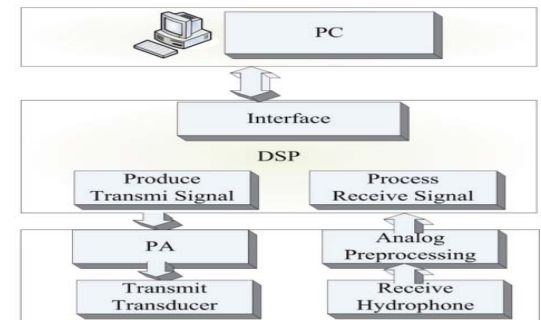 PC
Interface
DSP
Produce
Transmi Signal
Process
Receive Signal
PA
Analog
Preprocessing
Transmit
Transducer
Receive
Hydrophone